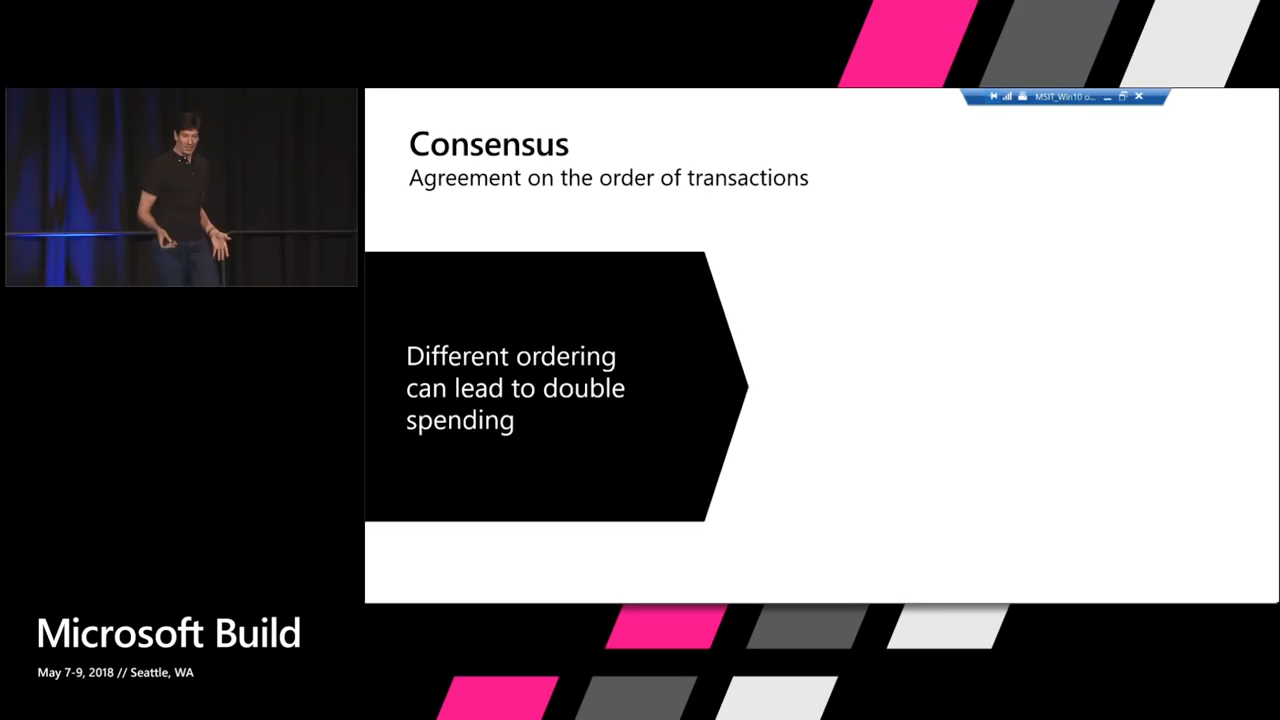 MSIT_Win10 o...
Consensus
Agreement on the order of transactions
Different ordering
can lead to double
spending
Microsoft Build
May 7-9, 2018 // Seattle, WA